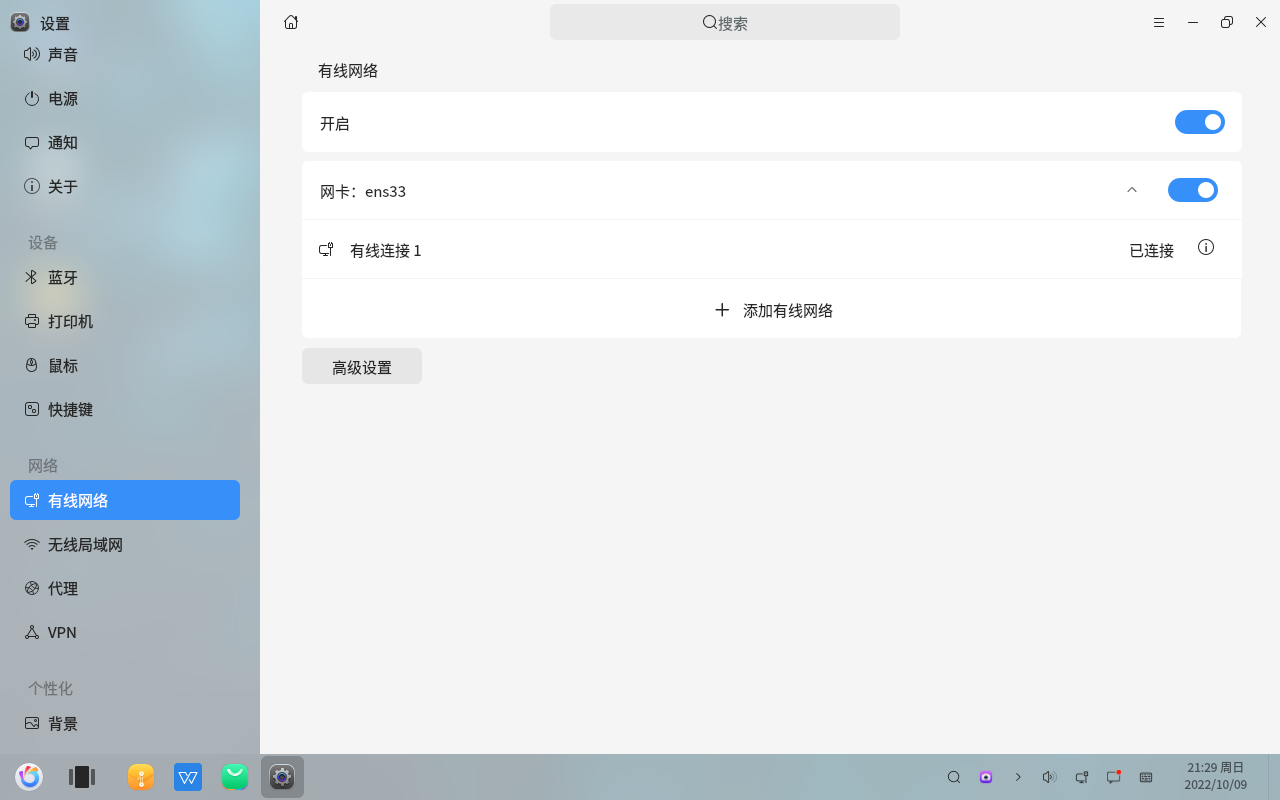 设置
声音
电源
通知
关于
设备
蓝牙
打印机
鼠标
快捷键
网络
有线网络
无线局域网
代理
VPN
个性化
背景
搜索
有线网络
开启
网卡：ens33
有线连接 1
已连接
添加有线网络
高级设置
21:29 周日
2022/10/09